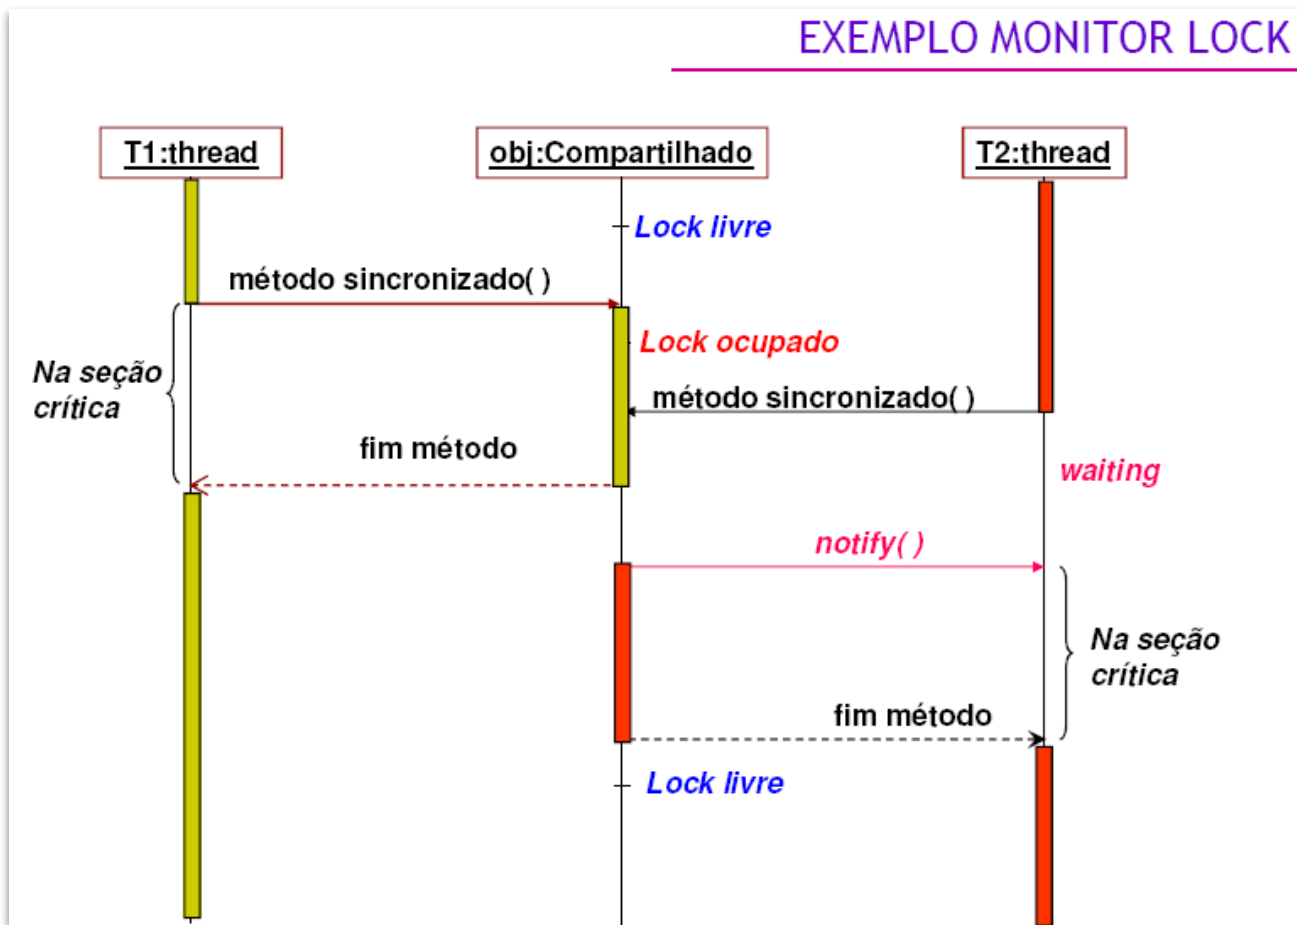 EXEMPLO MONITOR LOCK
T1:thread
obj:Compartilhado
T2:thread
Lock livre
método sincronizado( )
Lock ocupado
Na seção
crítica
método sincronizado( )
fim método
waiting
notify( )
Na seção
crítica
fim método
Lock livre